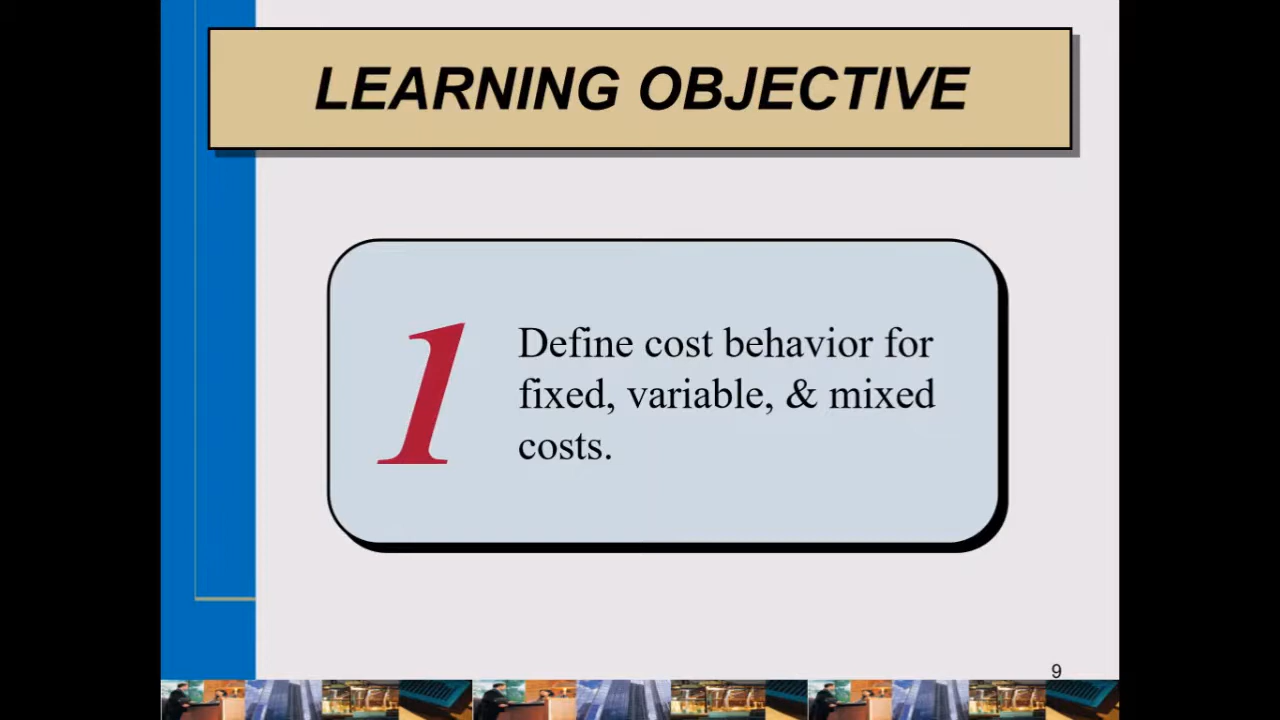 LEARNING OBJECTIVE
1
Define cost behavior for
fixed, variable, & mixed
costs.
9